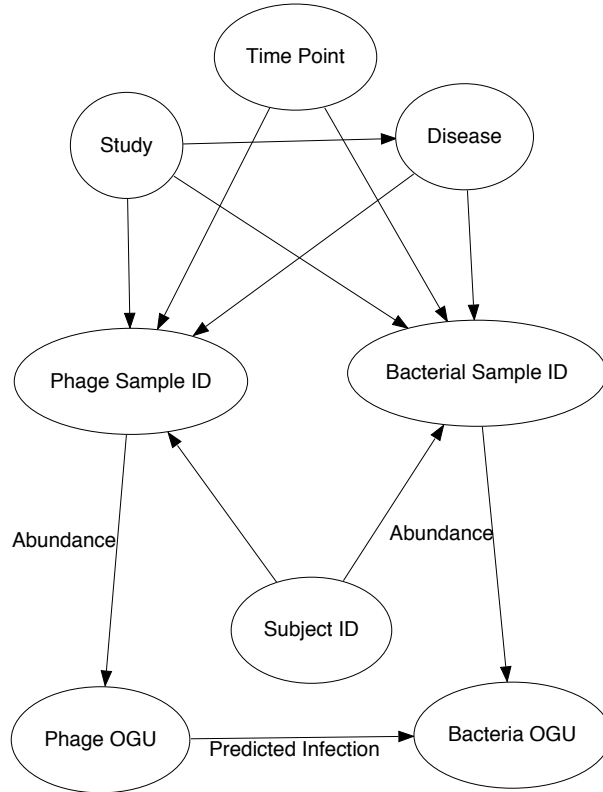 Time Point
Study
Disease
Phage Sample ID
Bacterial Sample ID
Abundance
Abundance
Subject ID
Phage OGU
Predicted Infection
Bacteria OGU